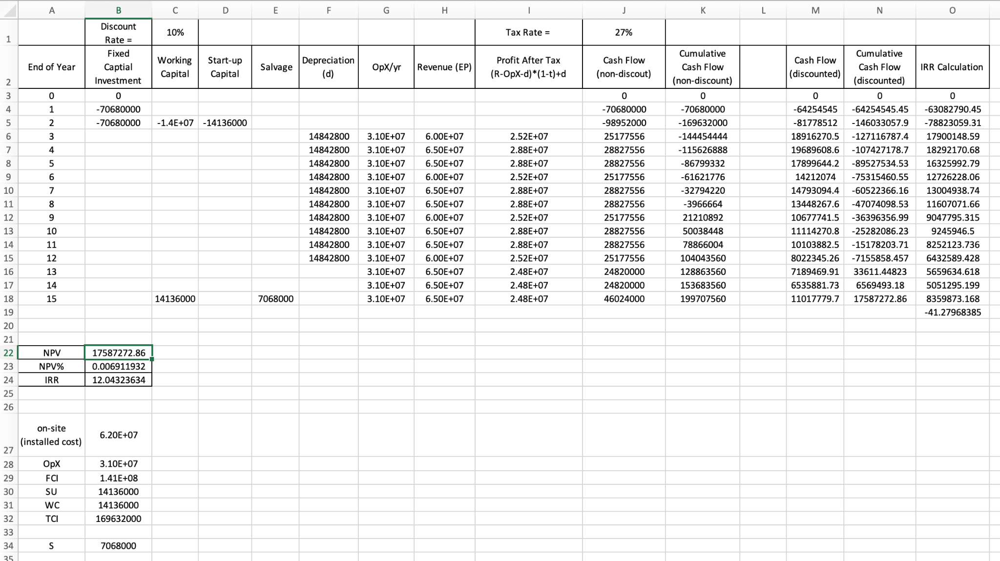 A B C D E F G H I J K L M N O
1 Discount Rate = 10% Tax Rate = 27%
2 End of Year Fixed Captial Investment Working Capital Start-up Capital Salvage Depreciation (d) OpX/yr Revenue (EP) Profit After Tax (R-OpX-d)*(1-t)+d Cash Flow (non-discout) Cumulative Cash Flow (non-discount) Cash Flow (discounted) Cumulative Cash Flow (discounted) IRR Calculation
3 0 0 0 0 0 0 0
4 1 -70680000 -70680000 -70680000 -64254545 -64254545.45 -63082790.45
5 2 -70680000 -1.4E+07 -14136000 -98952000 -169632000 -81778512 -146033057.9 -78823059.31
6 3 14842800 3.10E+07 6.00E+07 2.52E+07 25177556 -144454444 18916270.5 -127116787.4 17900148.59
7 4 14842800 3.10E+07 6.50E+07 2.88E+07 28827556 -115626888 19689608.6 -107427178.7 18292170.68
8 5 14842800 3.10E+07 6.50E+07 2.88E+07 28827556 -86799332 17899644.2 -89527534.53 16325992.79
9 6 14842800 3.10E+07 6.00E+07 2.52E+07 25177556 -61621776 14212074 -75315460.55 12726228.06
10 7 14842800 3.10E+07 6.50E+07 2.88E+07 28827556 -32794220 14793094.4 -60522366.16 13004938.74
11 8 14842800 3.10E+07 6.50E+07 2.88E+07 28827556 -3966664 13448267.6 -47074098.53 11607071.66
12 9 14842800 3.10E+07 6.00E+07 2.52E+07 25177556 21210892 10677741.5 -36396356.99 9047795.315
13 10 14842800 3.10E+07 6.50E+07 2.88E+07 28827556 50038448 11114270.8 -25282086.23 9245946.5
14 11 14842800 3.10E+07 6.50E+07 2.88E+07 28827556 78866004 10103882.5 -15178203.71 8252123.736
15 12 14842800 3.10E+07 6.00E+07 2.52E+07 25177556 104043560 8022345.26 -7155858.457 6432589.428
16 13 3.10E+07 6.50E+07 2.48E+07 24820000 128863560 7189469.91 33611.44823 5659634.618
17 14 3.10E+07 6.50E+07 2.48E+07 24820000 153683560 6535881.73 6569493.18 5051295.199
18 15 14136000 7068000 3.10E+07 6.50E+07 2.48E+07 46024000 199707560 11017779.7 17587272.86 8359873.168
19 -41.27968385
20
21
22 NPV 17587272.86
23 NPV% 0.006911932
24 IRR 12.04323634
25
26
27 on-site (installed cost) 6.20E+07
28 OpX 3.10E+07
29 FCI 1.41E+08
30 SU 14136000
31 WC 14136000
32 TCI 169632000
33
34 S 7068000
35